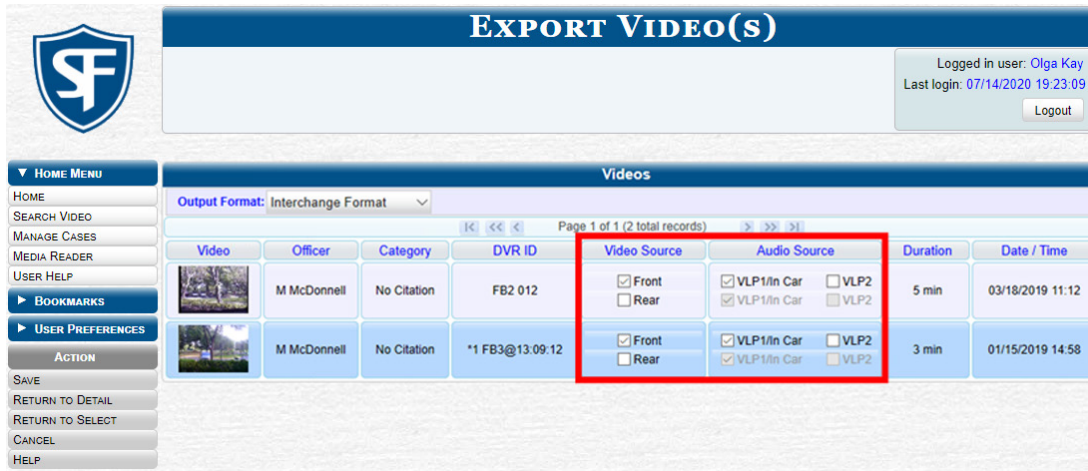 EXPORT VIDEO(S)
SF
Logged in user: Olga Kay
Last login: 07/14/2020 19:23:09
Logout
▼ HOME MENU
HOME
SEARCH VIDEO
MANAGE CASES
MEDIA READER
USER HELP
▶ BOOKMARKS
▶ USER PREFERENCES
ACTION
SAVE
RETURN TO DETAIL
RETURN TO SELECT
CANCEL
HELP
Videos
Output Format: Interchange Format
|< << < Page 1 of 1 (2 total records) > >> >|
Video Officer Category DVR ID Video Source Audio Source Duration Date / Time
M McDonnell No Citation FB2 012 Front VLP1/In Car VLP2 5 min 03/18/2019 11:12
Rear VLP1/In Car VLP2
M McDonnell No Citation *1 FB3@13:09:12 Front VLP1/In Car VLP2 3 min 01/15/2019 14:58
Rear VLP1/In Car VLP2